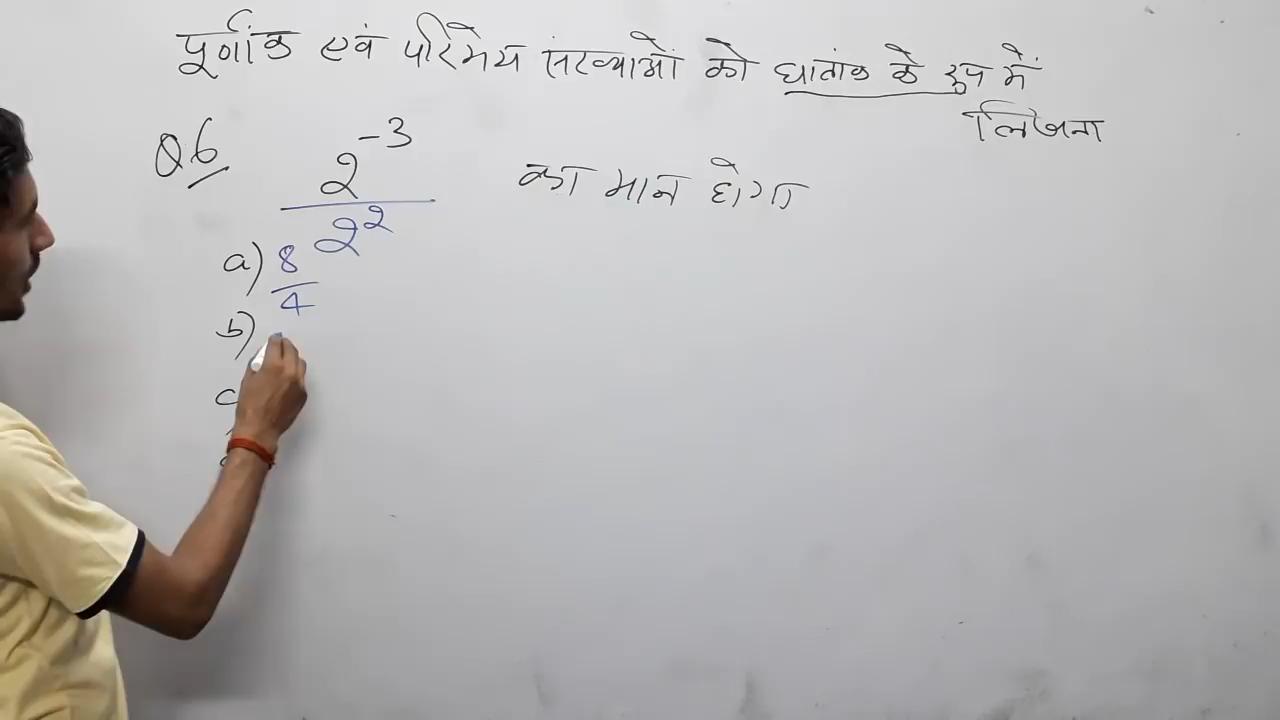 पूर्णांक एवं परिमेय संख्याओं को घातांक के रूप में
लिखना
Q6 2^-3 / 2^2 का मान होगा
a) 8/4
b)
c